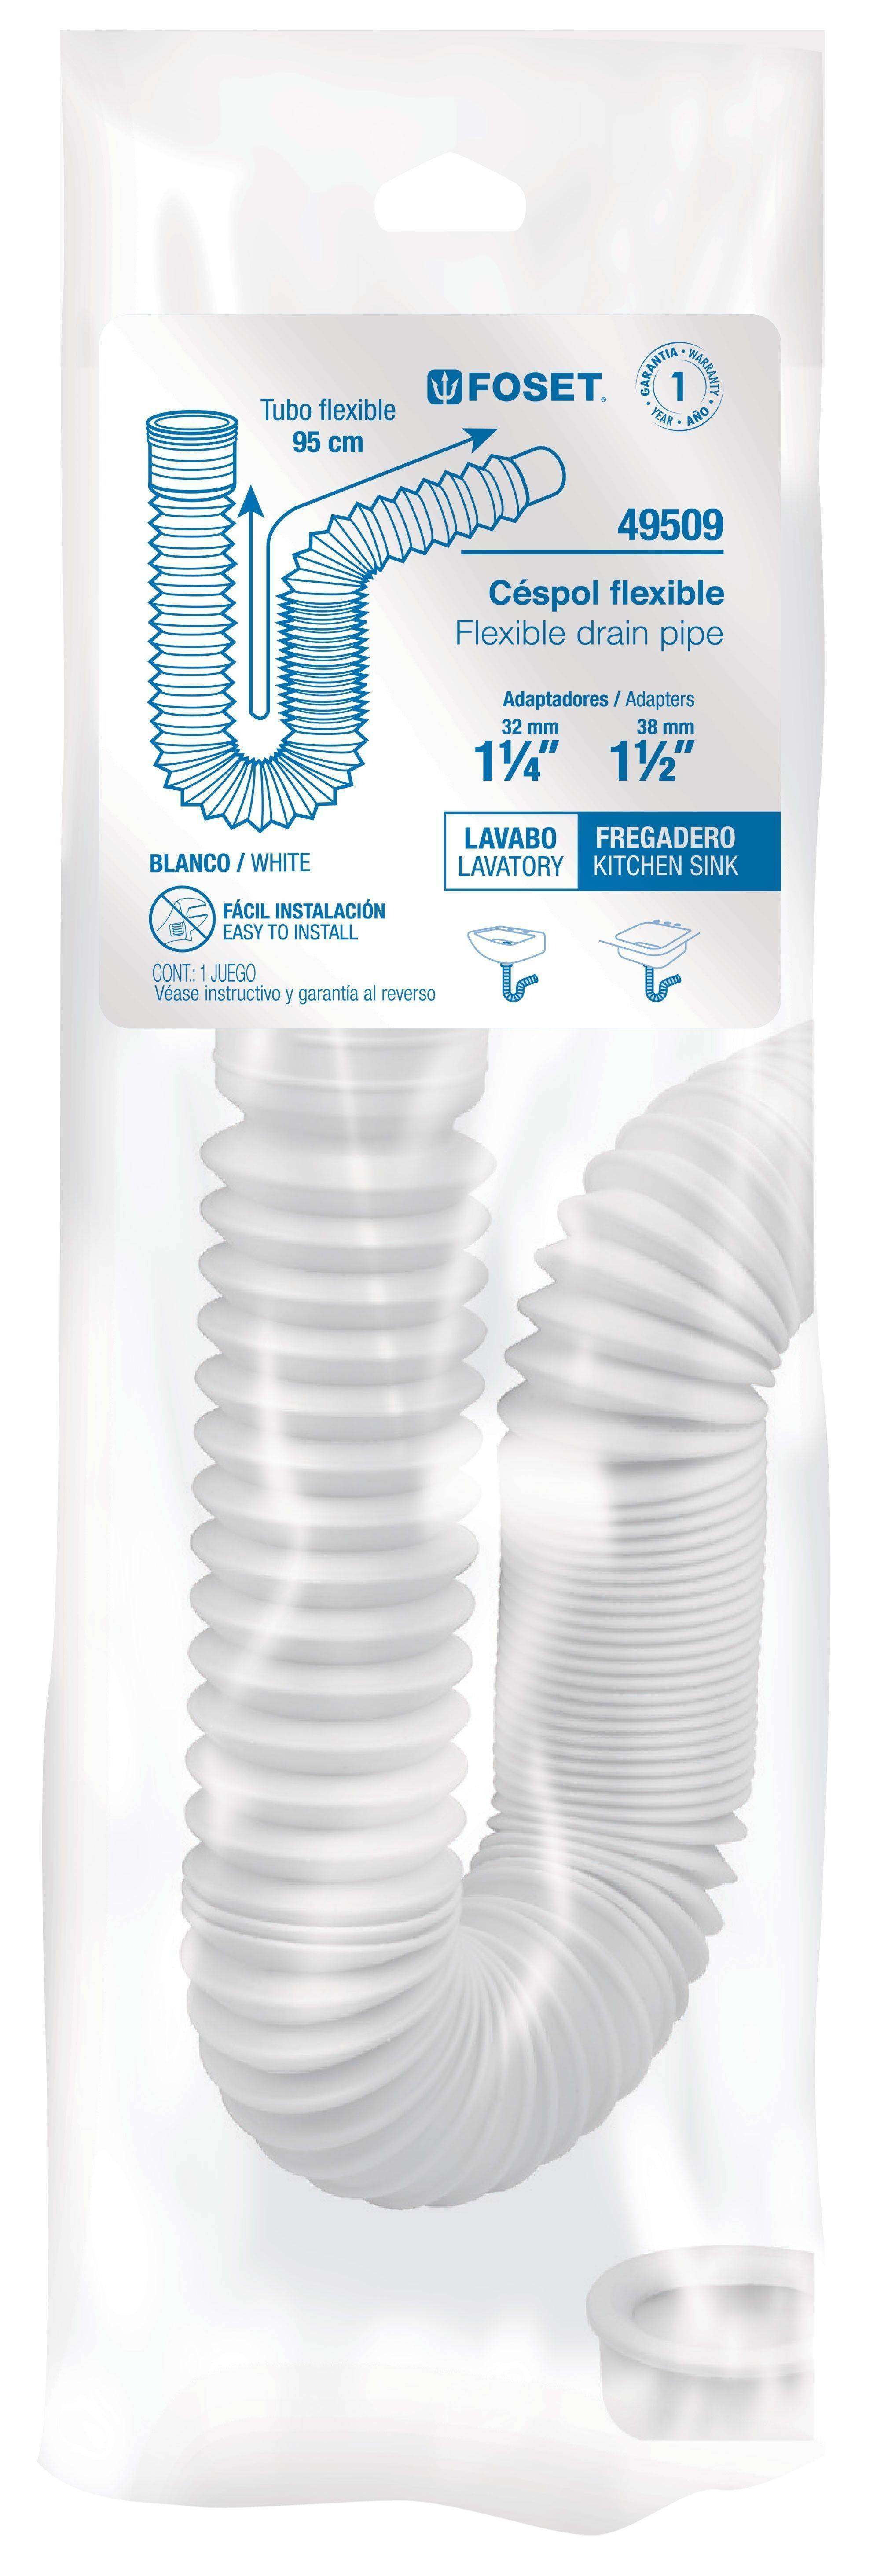 FOSET
GARANTIA • WARRANTY • 1 YEAR • AÑO
Tubo flexible
95 cm
49509
Céspol flexible
Flexible drain pipe
Adaptadores / Adapters
32 mm 38 mm
1¼” 1½”
LAVABO FREGADERO
LAVATORY KITCHEN SINK
BLANCO / WHITE
FÁCIL INSTALACIÓN
EASY TO INSTALL
CONT.: 1 JUEGO
Véase instructivo y garantía al reverso